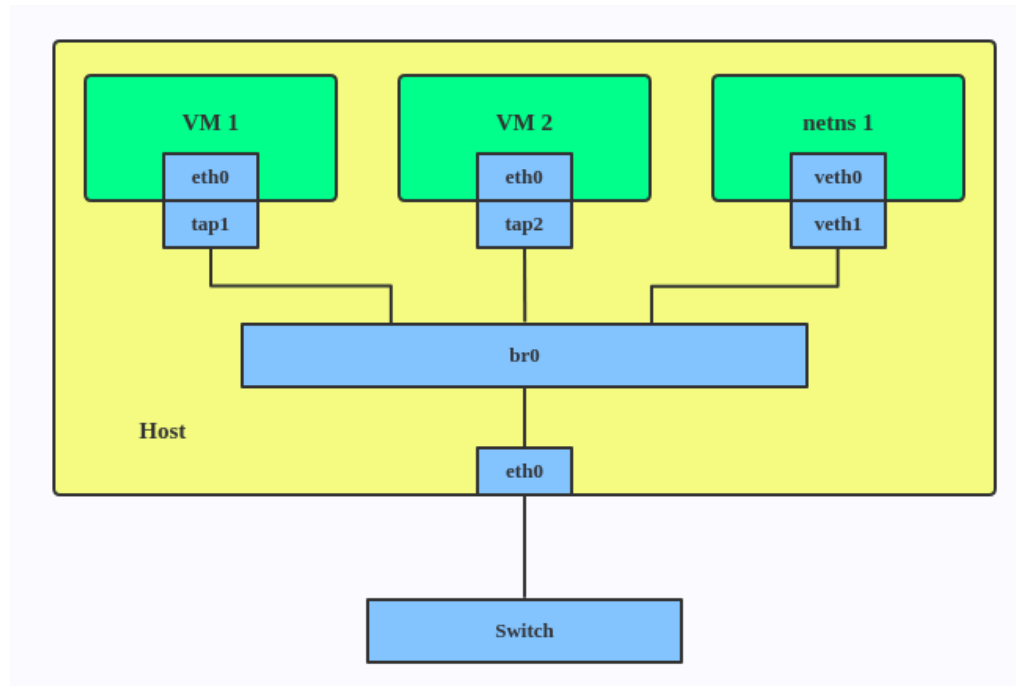 VM 1
VM 2
netns 1
eth0
eth0
veth0
tap1
tap2
veth1
br0
Host
eth0
Switch